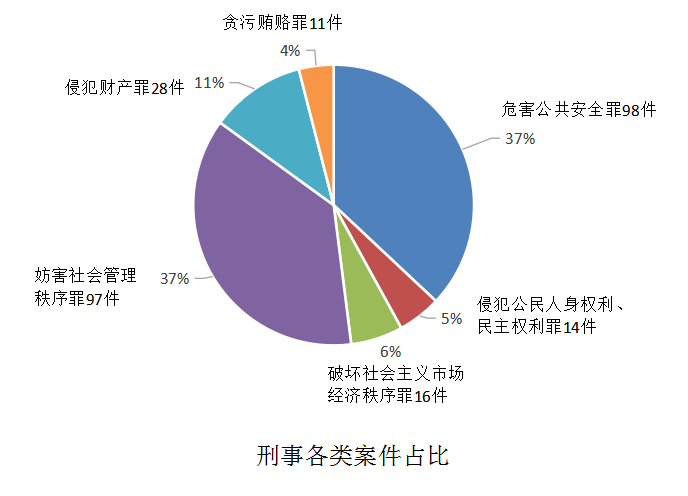 贪污贿赂罪11件
4%
侵犯财产罪28件
11%
危害公共安全罪98件
37%
妨害社会管理
秩序罪97件
37%
侵犯公民人身权利、
民主权利罪14件
5%
6%
破坏社会主义市场
经济秩序罪16件
刑事各类案件占比